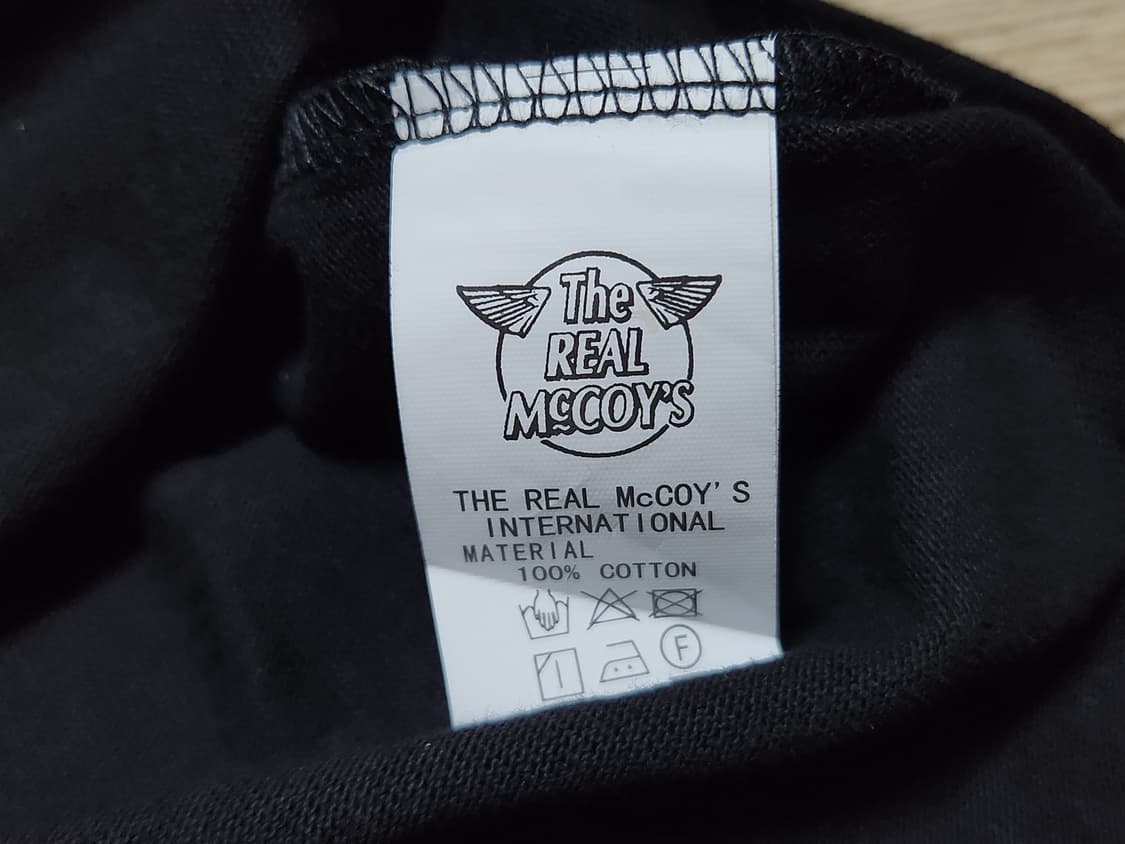 The
REAL
McCOY'S
THE REAL McCOY'S
INTERNATIONAL
MATERIAL
100% COTTON
F